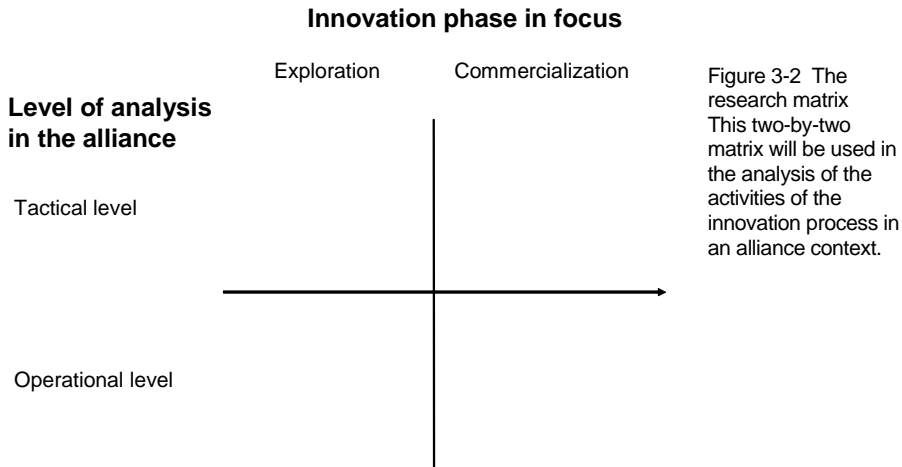 Innovation phase in focus
Exploration Commercialization
Level of analysis
in the alliance
Tactical level
Operational level
Figure 3-2 The
research matrix
This two-by-two
matrix will be used in
the analysis of the
activities of the
innovation process in
an alliance context.